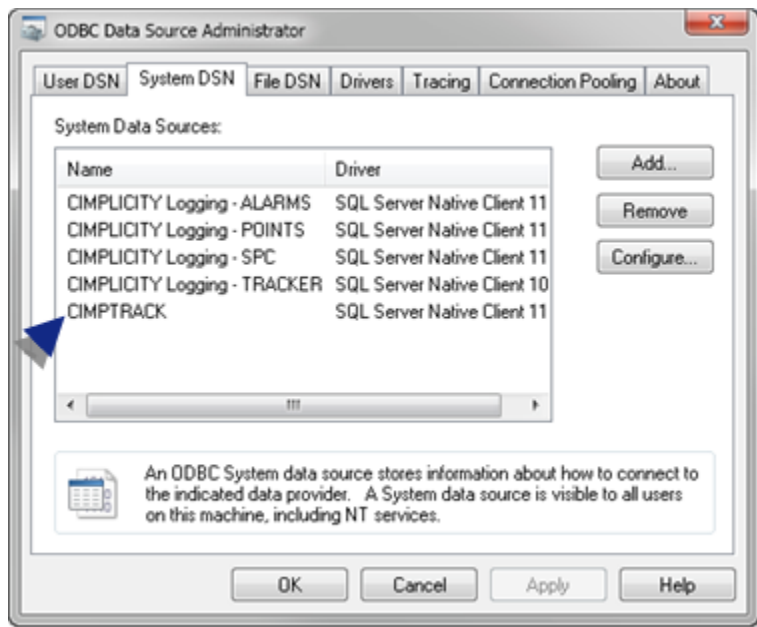 ODBC Data Source Administrator
User DSN System DSN File DSN Drivers Tracing Connection Pooling About
System Data Sources:
Name Driver
CIMPLICITY Logging - ALARMS SQL Server Native Client 11
CIMPLICITY Logging - POINTS SQL Server Native Client 11
CIMPLICITY Logging - SPC SQL Server Native Client 11
CIMPLICITY Logging - TRACKER SQL Server Native Client 10
CIMPTRACK SQL Server Native Client 11
Add...
Remove
Configure...
An ODBC System data source stores information about how to connect to
the indicated data provider. A System data source is visible to all users
on this machine, including NT services.
OK Cancel Apply Help